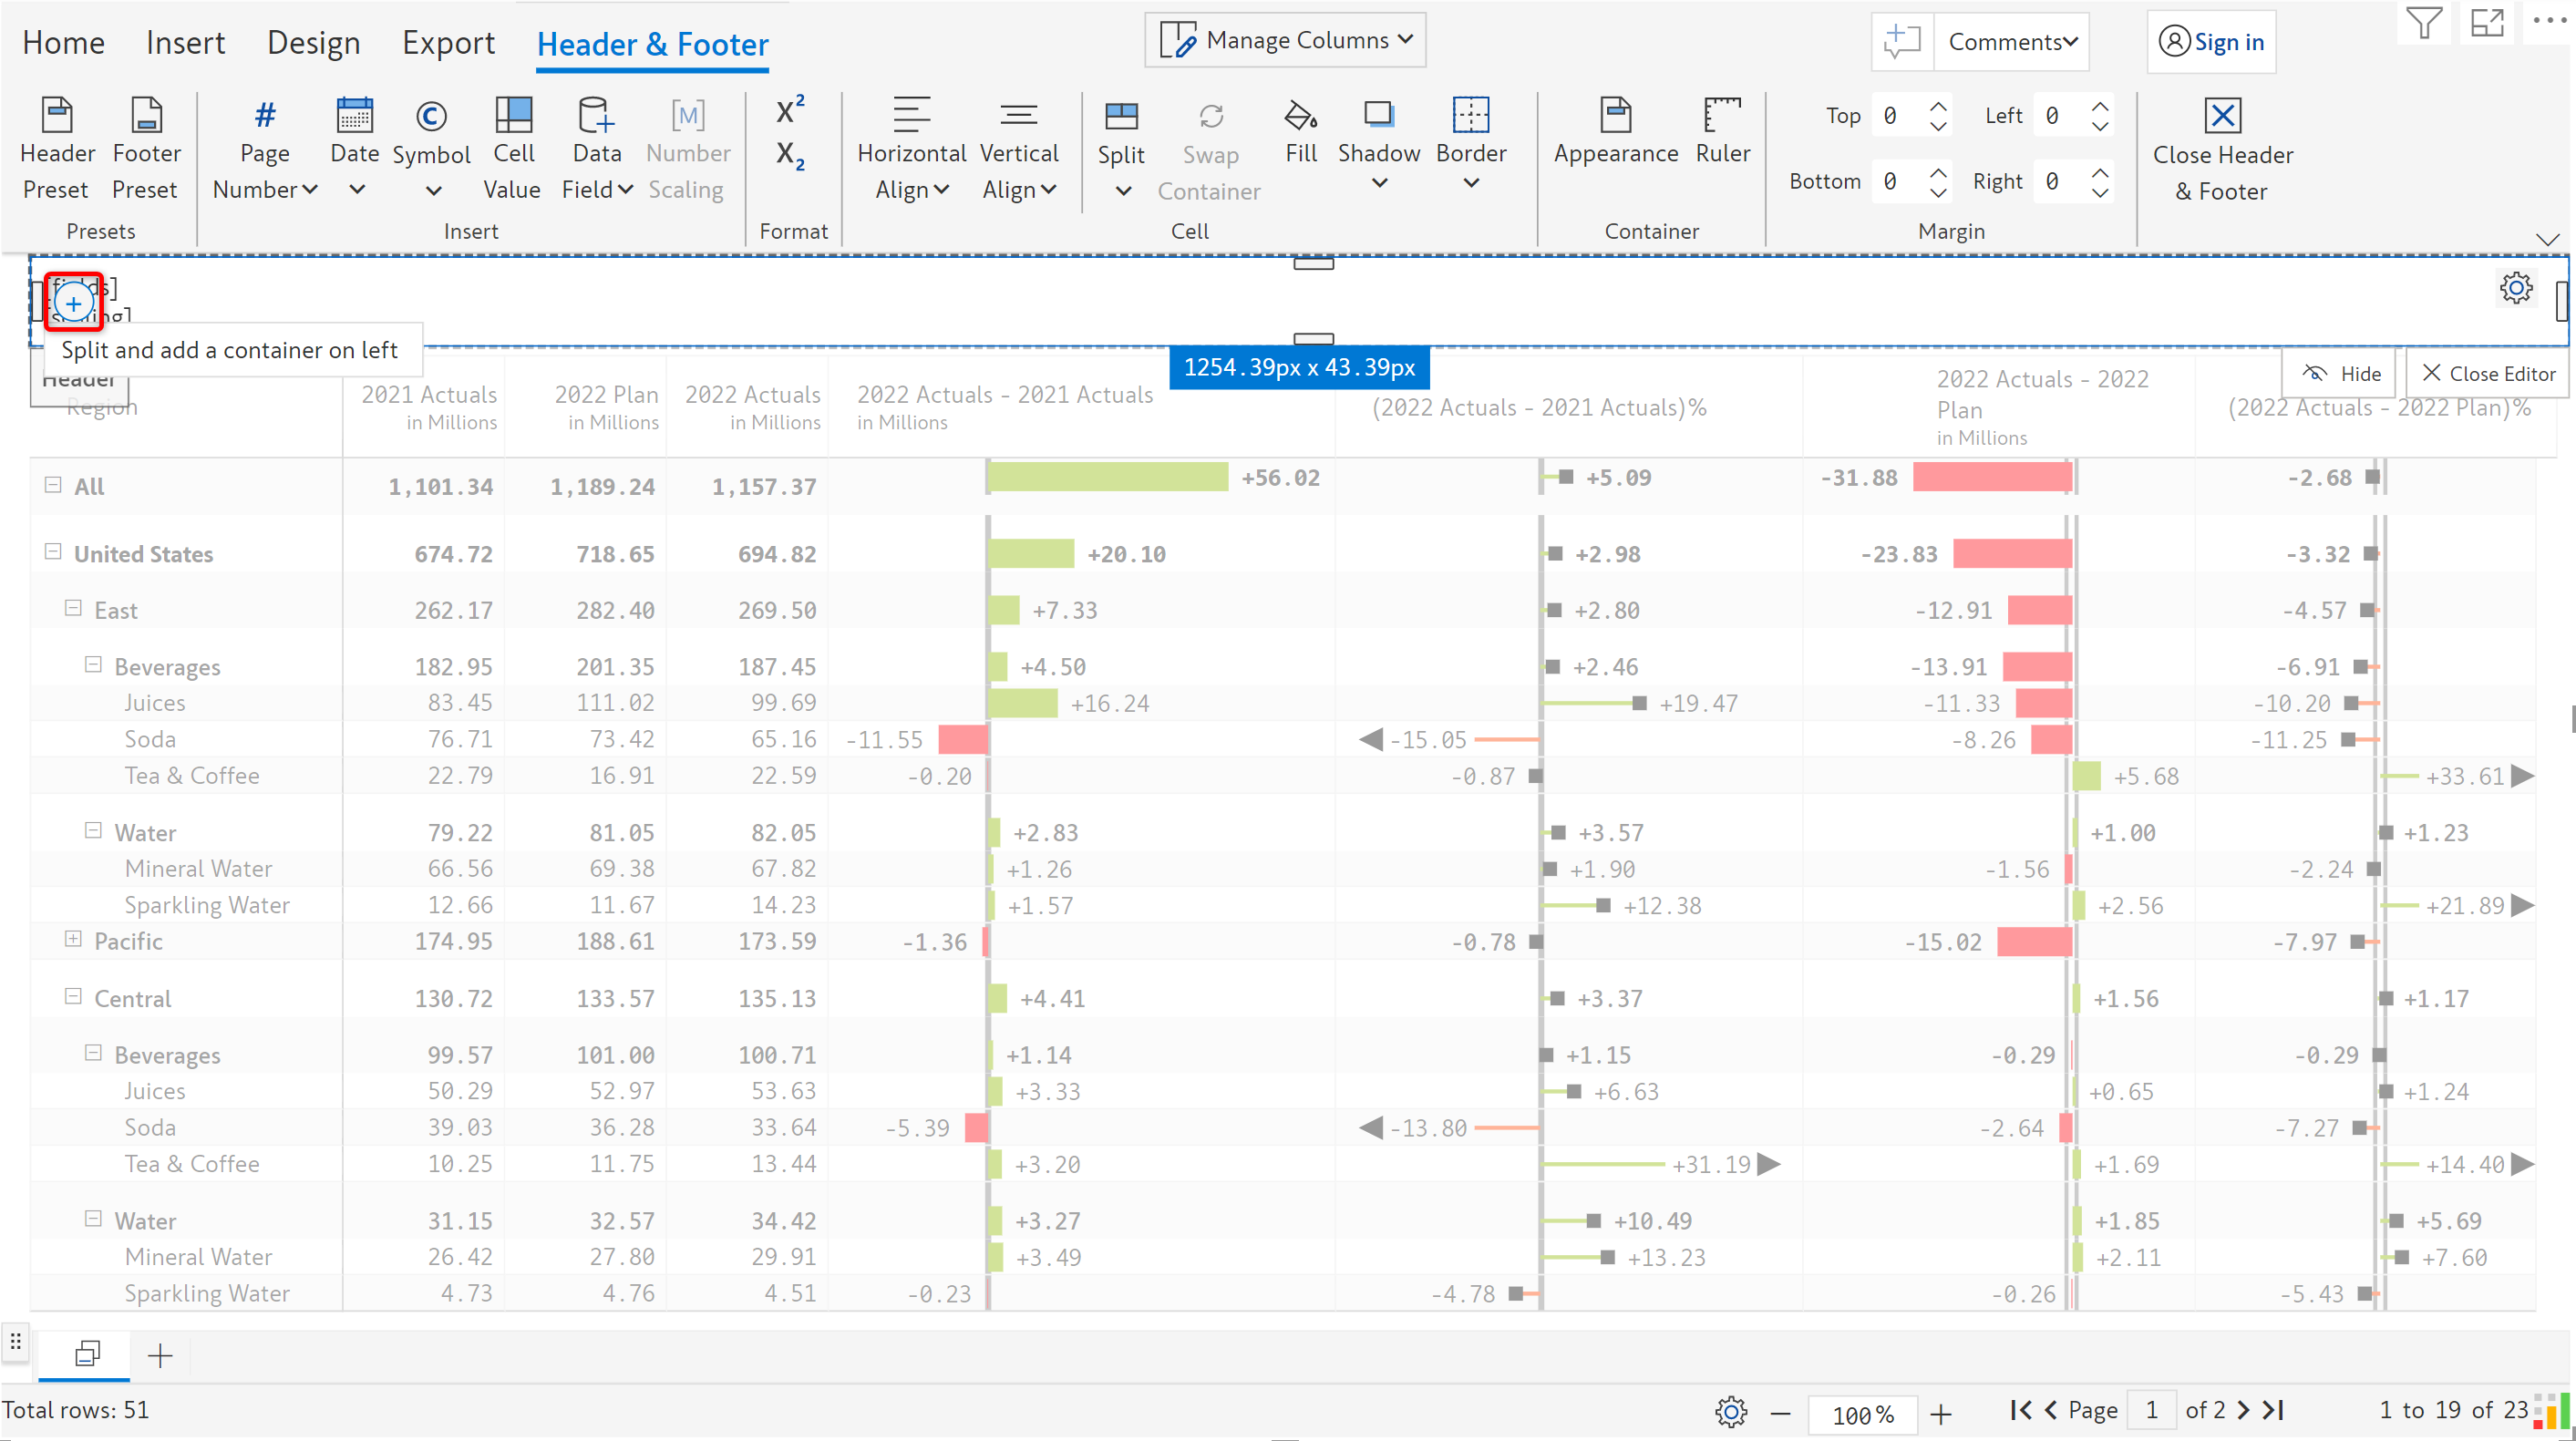 Home Insert Design Export Header & Footer Manage Columns Comments Sign in
Header Preset Footer Preset Page Number Date Symbol Cell Value Data Field [M] Number Scaling X² X₂ Horizontal Align Vertical Align Split Swap Container Fill Shadow Border Appearance Ruler Top 0 Left 0 Bottom 0 Right 0 Close Header & Footer
Presets Insert Format Cell Container Margin
Split and add a container on left
1254.39px x 43.39px
Hide Close Editor
Header
Region 2021 Actuals in Millions 2022 Plan in Millions 2022 Actuals in Millions 2022 Actuals - 2021 Actuals in Millions (2022 Actuals - 2021 Actuals)% 2022 Actuals - 2022 Plan in Millions (2022 Actuals - 2022 Plan)%
All 1,101.34 1,189.24 1,157.37 +56.02 +5.09 -31.88 -2.68
United States 674.72 718.65 694.82 +20.10 +2.98 -23.83 -3.32
East 262.17 282.40 269.50 +7.33 +2.80 -12.91 -4.57
Beverages 182.95 201.35 187.45 +4.50 +2.46 -13.91 -6.91
Juices 83.45 111.02 99.69 +16.24 +19.47 -11.33 -10.20
Soda 76.71 73.42 65.16 -11.55 -15.05 -8.26 -11.25
Tea & Coffee 22.79 16.91 22.59 -0.20 -0.87 +5.68 +33.61
Water 79.22 81.05 82.05 +2.83 +3.57 +1.00 +1.23
Mineral Water 66.56 69.38 67.82 +1.26 +1.90 -1.56 -2.24
Sparkling Water 12.66 11.67 14.23 +1.57 +12.38 +2.56 +21.89
Pacific 174.95 188.61 173.59 -1.36 -0.78 -15.02 -7.97
Central 130.72 133.57 135.13 +4.41 +3.37 +1.56 +1.17
Beverages 99.57 101.00 100.71 +1.14 +1.15 -0.29 -0.29
Juices 50.29 52.97 53.63 +3.33 +6.63 +0.65 +1.24
Soda 39.03 36.28 33.64 -5.39 -13.80 -2.64 -7.27
Tea & Coffee 10.25 11.75 13.44 +3.20 +31.19 +1.69 +14.40
Water 31.15 32.57 34.42 +3.27 +10.49 +1.85 +5.69
Mineral Water 26.42 27.80 29.91 +3.49 +13.23 +2.11 +7.60
Sparkling Water 4.73 4.76 4.51 -0.23 -4.78 -0.26 -5.43
Total rows: 51 100% Page 1 of 2 1 to 19 of 23